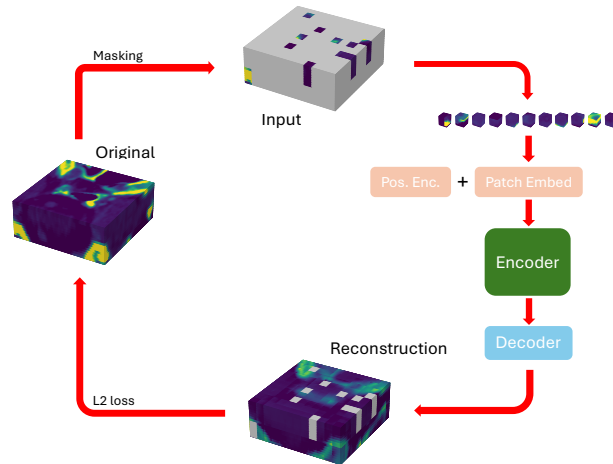 Masking
Input
Original
Pos. Enc.
+
Patch Embed
Encoder
Decoder
Reconstruction
L2 loss